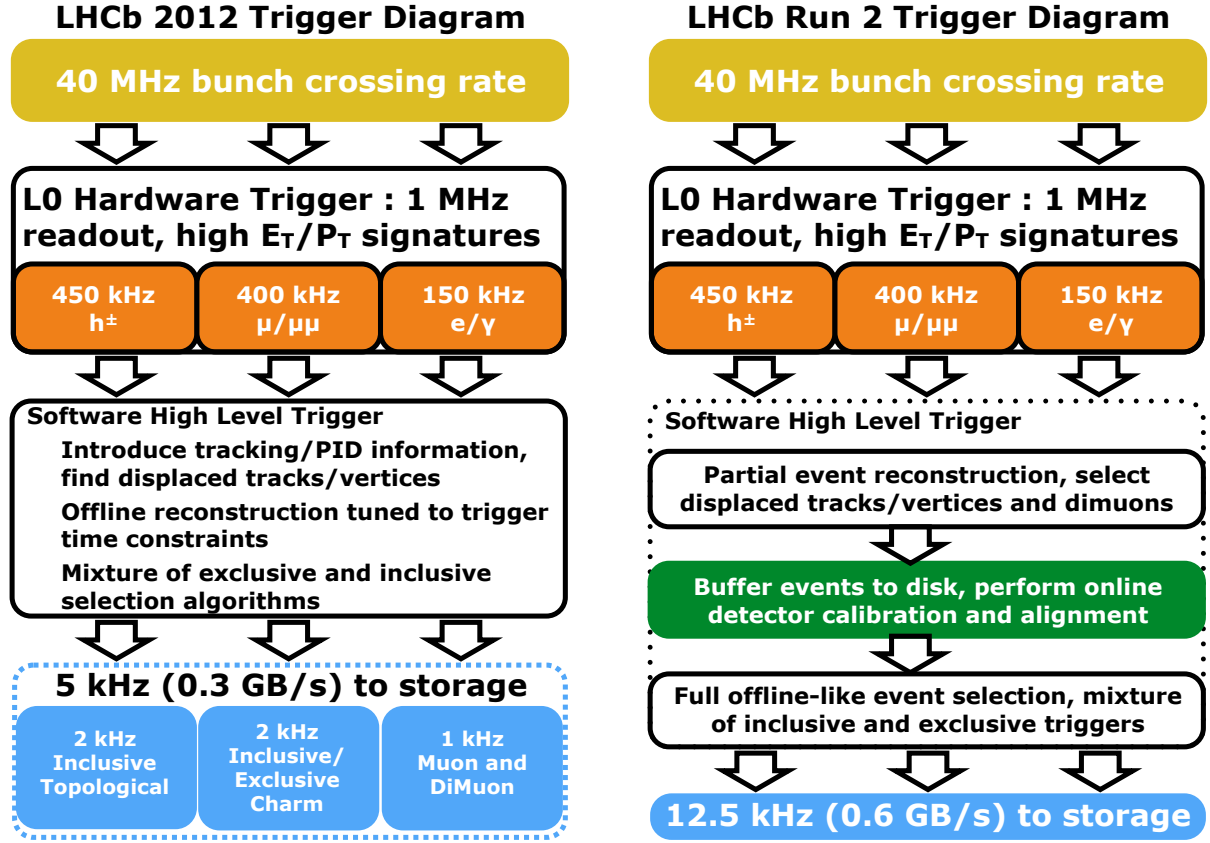 LHCb 2012 Trigger Diagram
40 MHz bunch crossing rate
L0 Hardware Trigger : 1 MHz
readout, high E_T/P_T signatures
450 kHz
h±
400 kHz
µ/µµ
150 kHz
e/γ
Software High Level Trigger
Introduce tracking/PID information,
find displaced tracks/vertices
Offline reconstruction tuned to trigger
time constraints
Mixture of exclusive and inclusive
selection algorithms
5 kHz (0.3 GB/s) to storage
2 kHz
Inclusive
Topological
2 kHz
Inclusive/
Exclusive
Charm
1 kHz
Muon and
DiMuon
LHCb Run 2 Trigger Diagram
40 MHz bunch crossing rate
L0 Hardware Trigger : 1 MHz
readout, high E_T/P_T signatures
450 kHz
h±
400 kHz
µ/µµ
150 kHz
e/γ
Software High Level Trigger
Partial event reconstruction, select
displaced tracks/vertices and dimuons
Buffer events to disk, perform online
detector calibration and alignment
Full offline-like event selection, mixture
of inclusive and exclusive triggers
12.5 kHz (0.6 GB/s) to storage